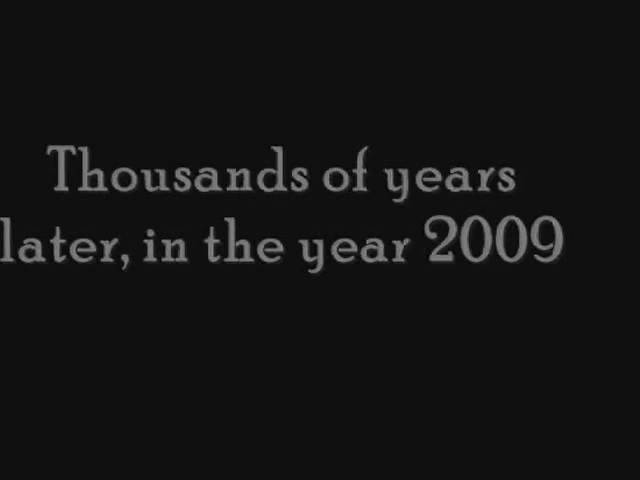 Thousands of years
later, in the year 2009